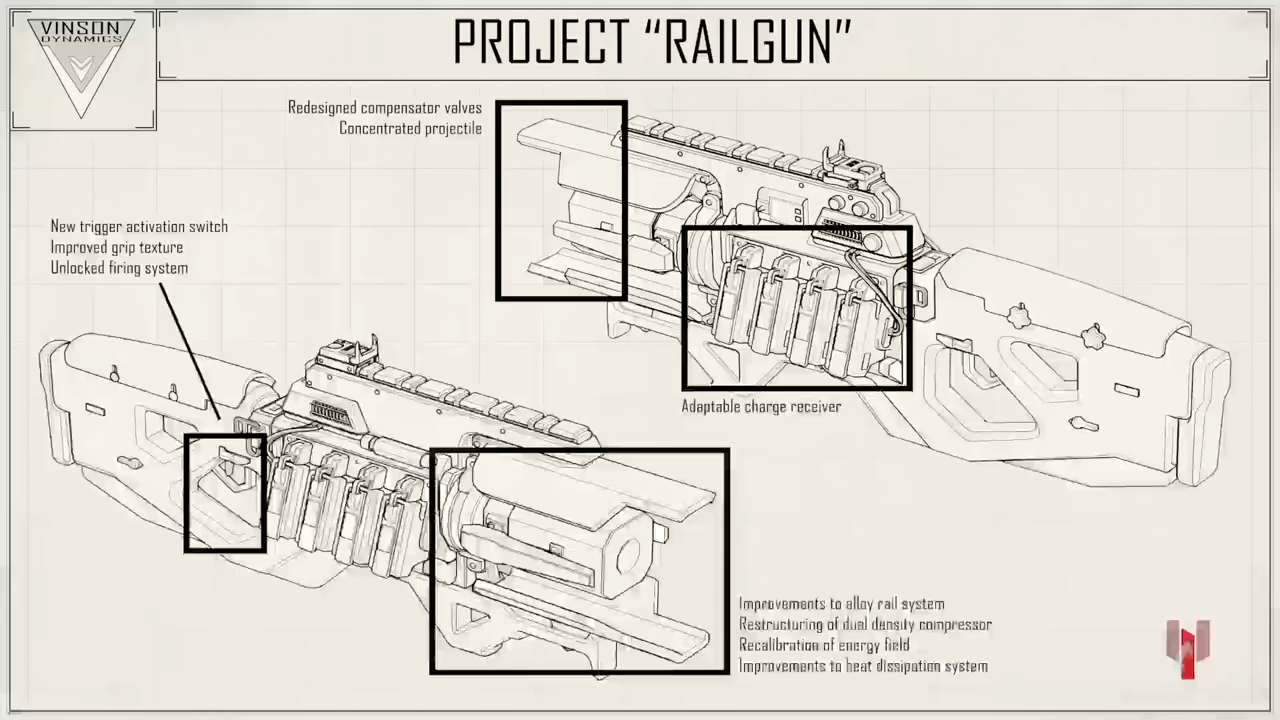 VINSON
DYNAMICS
PROJECT “RAILGUN”
Redesigned compensator valves
Concentrated projectile
New trigger activation switch
Improved grip texture
Unlocked firing system
Adaptable charge receiver
Improvements to alloy rail system
Restructuring of dual density compressor
Recalibration of energy field
Improvements to heat dissipation system